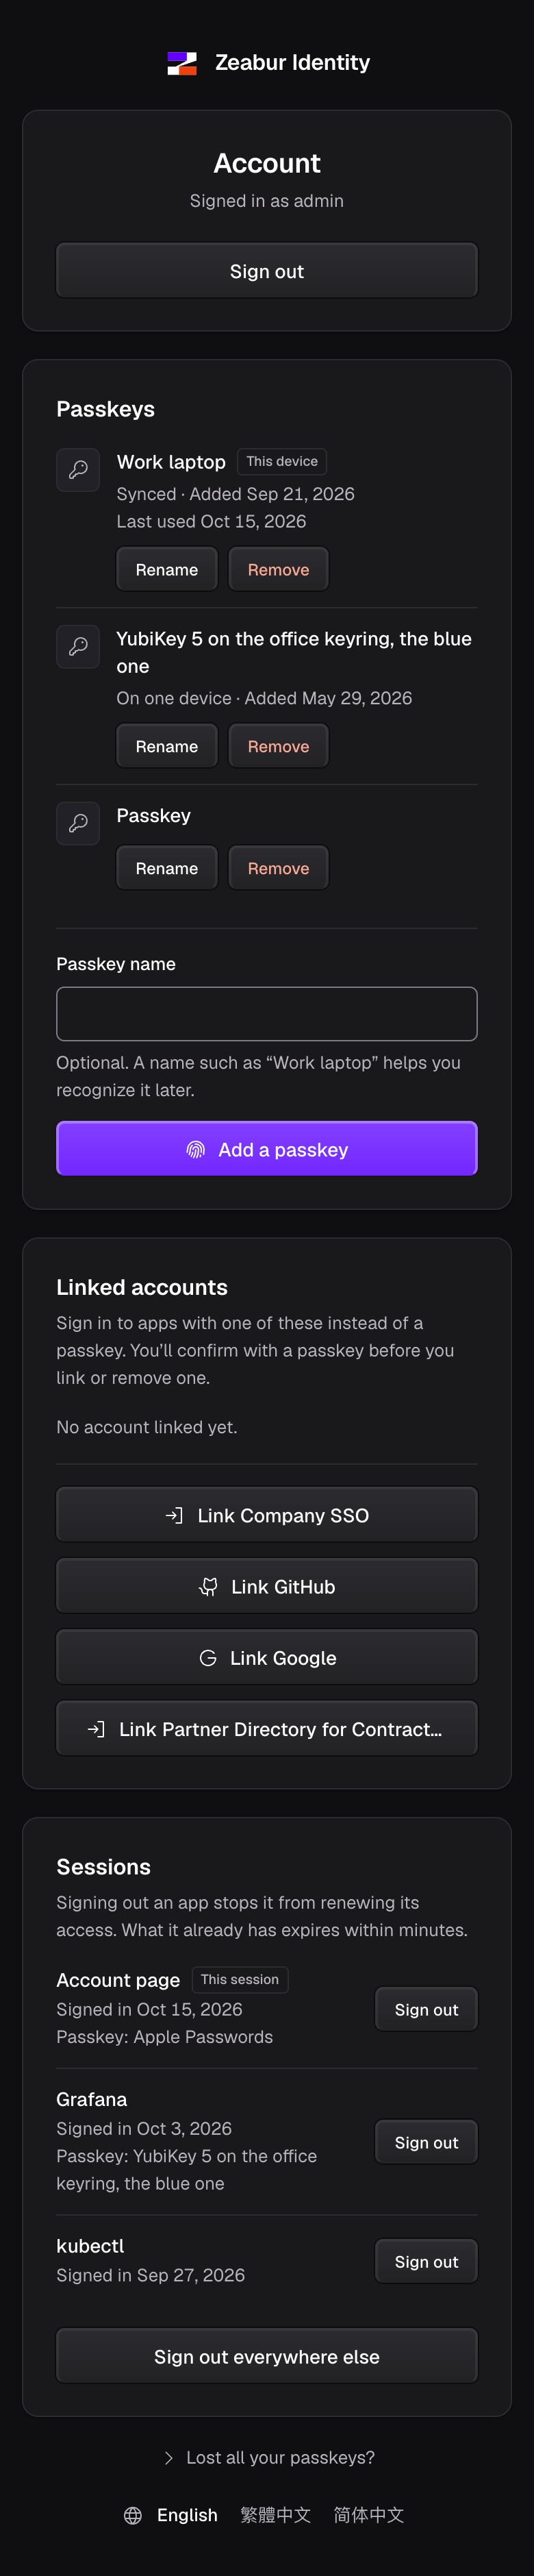 Zeabur Identity
Account
Signed in as admin
Sign out
Passkeys
Work laptop This device
Synced · Added Sep 21, 2026
Last used Oct 15, 2026
Rename Remove
YubiKey 5 on the office keyring, the blue
one
On one device · Added May 29, 2026
Rename Remove
Passkey
Rename Remove
Passkey name
Optional. A name such as “Work laptop” helps you
recognize it later.
Add a passkey
Linked accounts
Sign in to apps with one of these instead of a
passkey. You’ll confirm with a passkey before you
link or remove one.
No account linked yet.
Link Company SSO
Link GitHub
Link Google
Link Partner Directory for Contract...
Sessions
Signing out an app stops it from renewing its
access. What it already has expires within minutes.
Account page This session
Signed in Oct 15, 2026
Passkey: Apple Passwords
Sign out
Grafana
Signed in Oct 3, 2026
Passkey: YubiKey 5 on the office
keyring, the blue one
Sign out
kubectl
Signed in Sep 27, 2026
Sign out
Sign out everywhere else
Lost all your passkeys?
English 繁體中文 简体中文